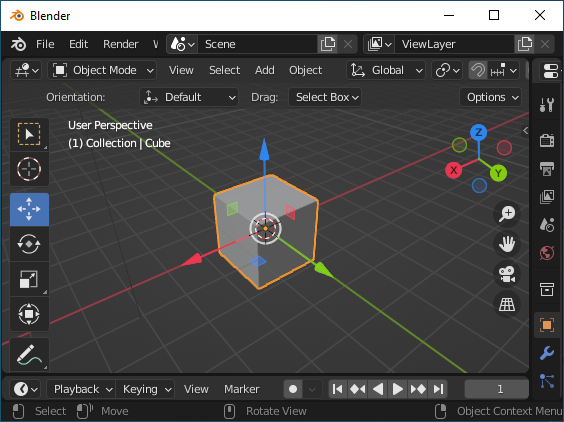 Blender
File Edit Render W Scene ViewLayer
Object Mode View Select Add Object Global
Orientation: Default Drag: Select Box Options
User Perspective
(1) Collection | Cube
Z
X
Y
Playback Keying View Marker 1
Select Move Rotate View Object Context Menu